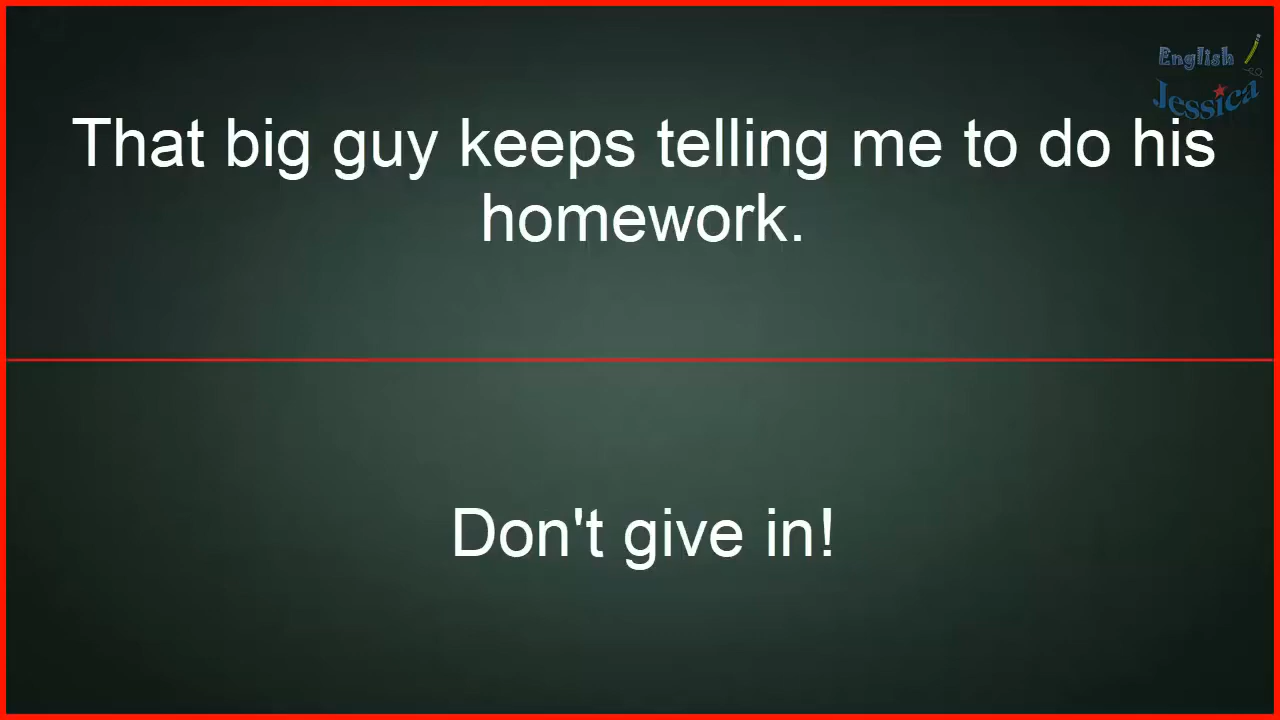 English
Jessica
That big guy keeps telling me to do his
homework.
Don't give in!